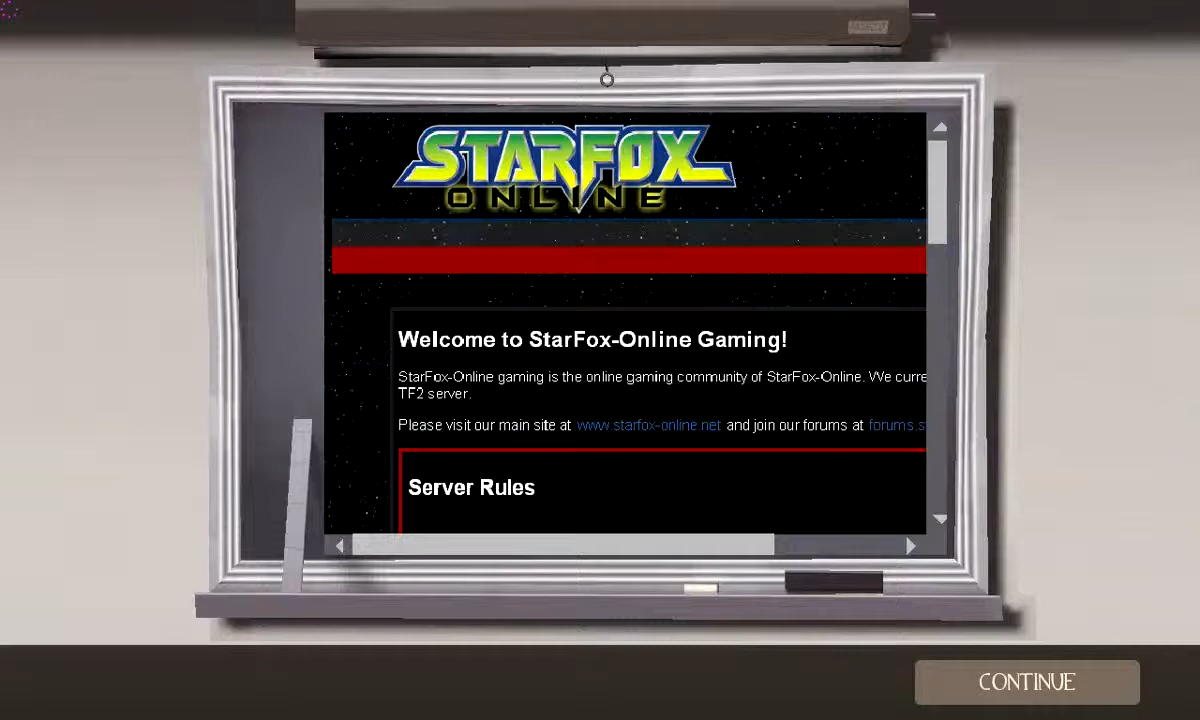 STARFOX
ONLINE
Welcome to StarFox-Online Gaming!
StarFox-Online gaming is the online gaming community of StarFox-Online. We curre
TF2 server.
Please visit our main site at www.starfox-online.net and join our forums at forums.s
Server Rules
CONTINUE